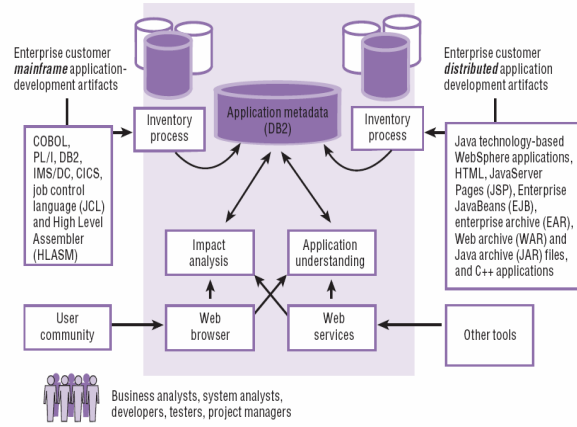 Enterprise customer
mainframe application-
development artifacts
Enterprise customer
distributed application
development artifacts
Inventory
process
Application metadata
(DB2)
Inventory
process
COBOL,
PL/I, DB2,
IMS/DC, CICS,
job control
language (JCL)
and High Level
Assembler
(HLASM)
Java technology-based
WebSphere applications,
HTML, JavaServer
Pages (JSP), Enterprise
JavaBeans (EJB),
enterprise archive (EAR),
Web archive (WAR) and
Java archive (JAR) files,
and C++ applications
Impact
analysis
Application
understanding
User
community
Web
browser
Web
services
Other tools
Business analysts, system analysts,
developers, testers, project managers